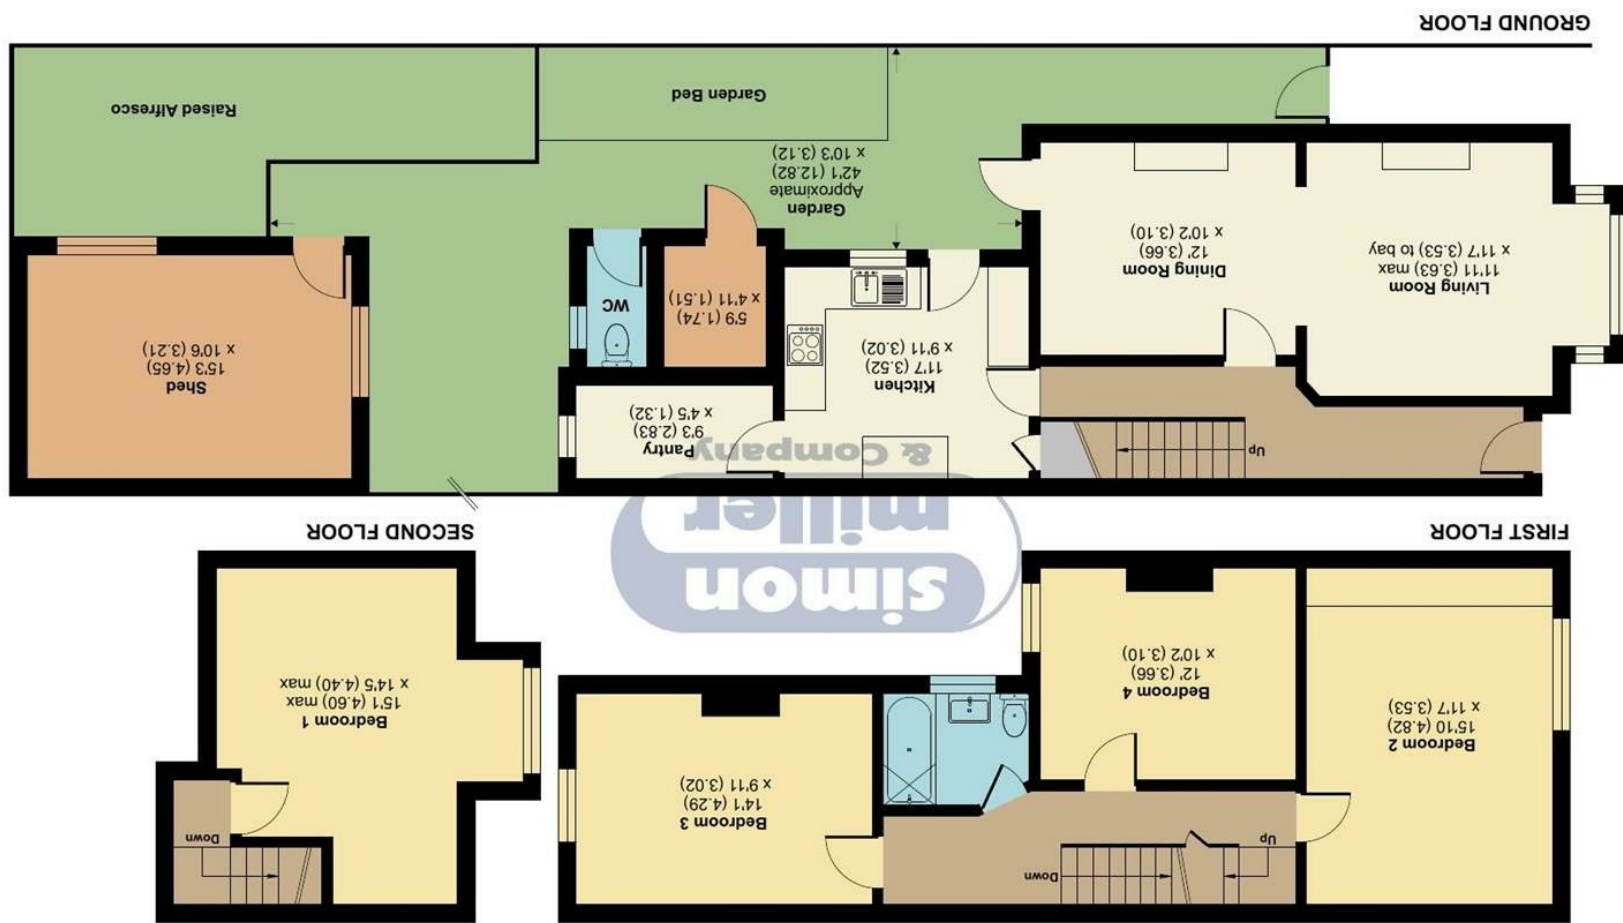 Up
Down
Down
Bedroom 2
15'10 (4.82)
x 11'7 (3.53)
Bedroom 4
12' (3.66)
x 10'2 (3.10)
Bedroom 3
14'1 (4.29)
x 9'11 (3.02)
Bedroom 1
15'1 (4.60) max
x 14'5 (4.40) max
FIRST FLOOR
SECOND FLOOR
simon
miller
& Company
Up
Living Room
11'11 (3.63) max
x 11'7 (3.53) to bay
Dining Room
12' (3.66)
x 10'2 (3.10)
Kitchen
11'7 (3.52)
x 9'11 (3.02)
Pantry
9'3 (2.83)
x 4'5 (1.32)
5'9 (1.74)
x 4'11 (1.51)
WC
Shed
15'3 (4.65)
x 10'6 (3.21)
Garden
Approximate
42'1 (12.82)
x 10'3 (3.12)
Garden Bed
Raised Alfresco
GROUND FLOOR